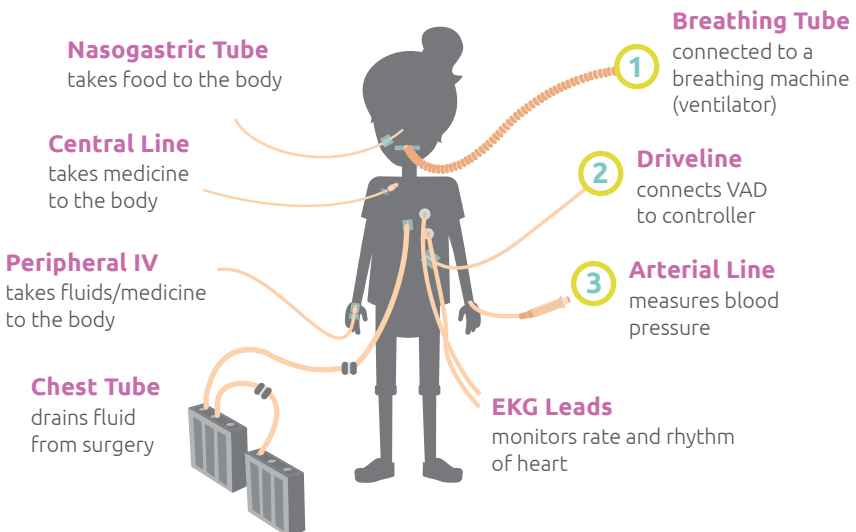 Nasogastric Tube
takes food to the body
Central Line
takes medicine
to the body
Peripheral IV
takes fluids/medicine
to the body
Chest Tube
drains fluid
from surgery
1
Breathing Tube
connected to a
breathing machine
(ventilator)
2
Driveline
connects VAD
to controller
3
Arterial Line
measures blood
pressure
EKG Leads
monitors rate and rhythm
of heart